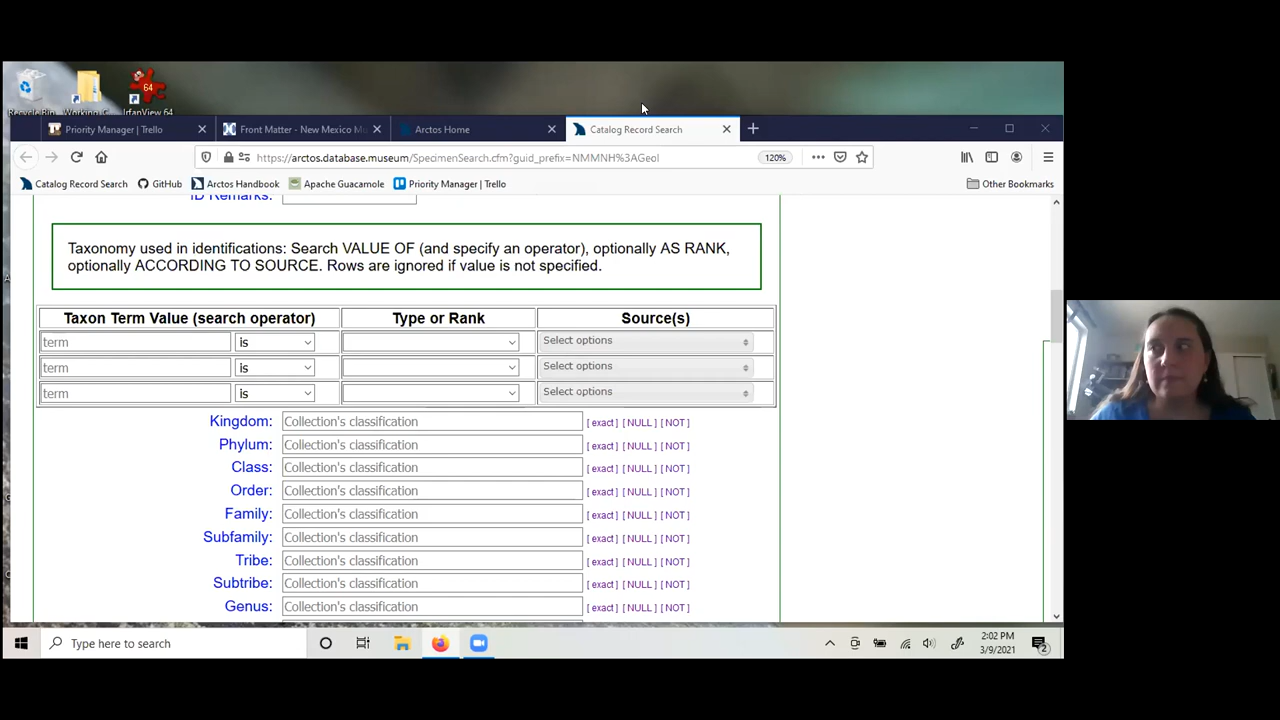 64
Recycle Bin
IrfanView 64
Priority Manager | Trello
Front Matter - New Mexico Mu
Arctos Home
Catalog Record Search
https://arctos.database.museum/SpecimenSearch.cfm?guid_prefix=NMMNH%3AGeol
120%
Catalog Record Search
GitHub
Arctos Handbook
Apache Guacamole
Priority Manager | Trello
Other Bookmarks
ID Remarks:
Taxonomy used in identifications: Search VALUE OF (and specify an operator), optionally AS RANK,
optionally ACCORDING TO SOURCE. Rows are ignored if value is not specified.
Taxon Term Value (search operator) Type or Rank Source(s)
term is Select options
term is Select options
term is Select options
Kingdom: Collection's classification [ exact ] [ NULL ] [ NOT ]
Phylum: Collection's classification [ exact ] [ NULL ] [ NOT ]
Class: Collection's classification [ exact ] [ NULL ] [ NOT ]
Order: Collection's classification [ exact ] [ NULL ] [ NOT ]
Family: Collection's classification [ exact ] [ NULL ] [ NOT ]
Subfamily: Collection's classification [ exact ] [ NULL ] [ NOT ]
Tribe: Collection's classification [ exact ] [ NULL ] [ NOT ]
Subtribe: Collection's classification [ exact ] [ NULL ] [ NOT ]
Genus: Collection's classification [ exact ] [ NULL ] [ NOT ]
Type here to search
2:02 PM
3/9/2021
2